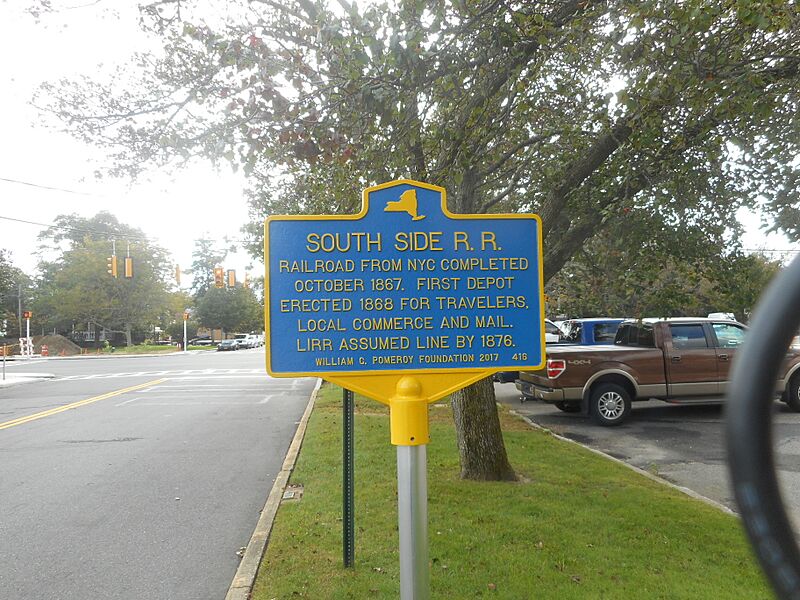 SOUTH SIDE R. R.
RAILROAD FROM NYC COMPLETED
OCTOBER 1867. FIRST DEPOT
ERECTED 1868 FOR TRAVELERS,
LOCAL COMMERCE AND MAIL.
LIRR ASSUMED LINE BY 1876.
WILLIAM G. POMEROY FOUNDATION 2017 416